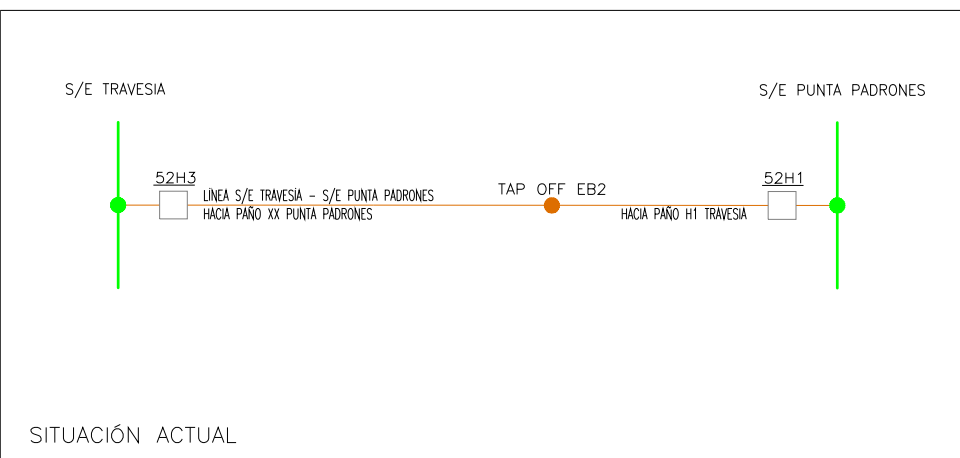 S/E TRAVESIA
S/E PUNTA PADRONES
52H3
52H1
LÍNEA S/E TRAVESÍA - S/E PUNTA PADRONES
TAP OFF EB2
HACIA PAÑO XX PUNTA PADRONES
HACIA PAÑO H1 TRAVESIA
SITUACIÓN ACTUAL